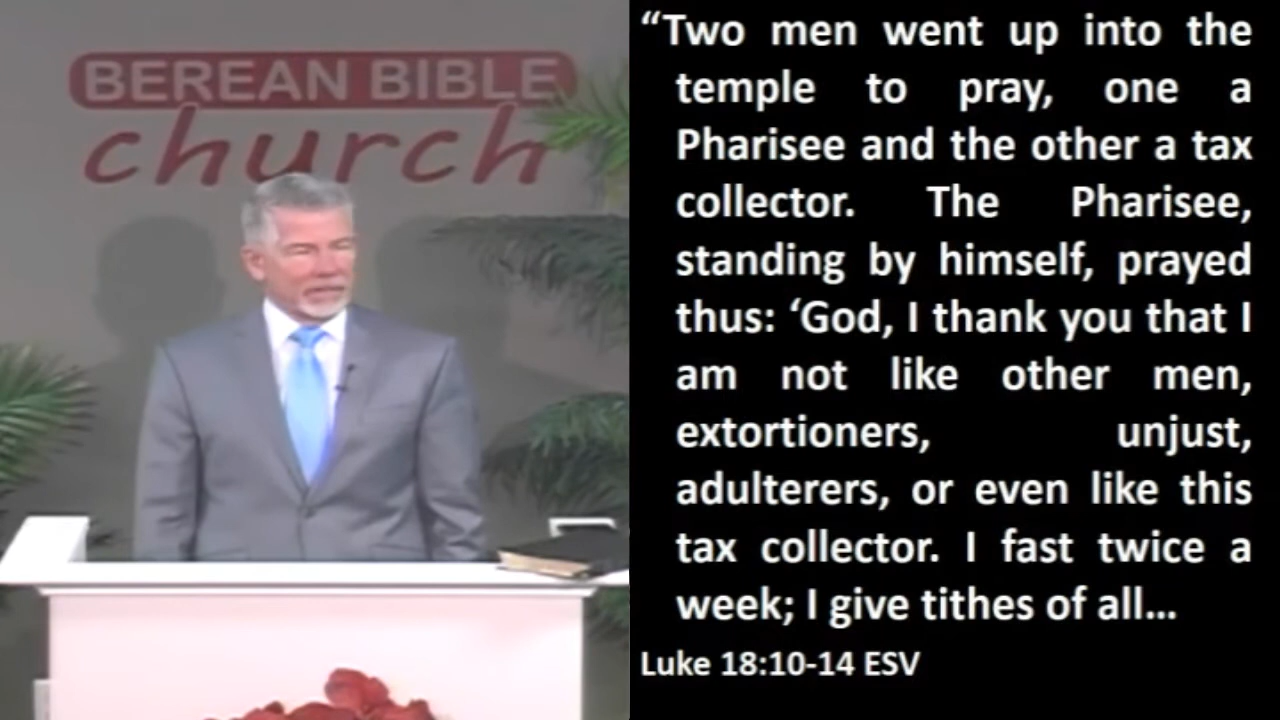 BEREAN BIBLE
church
“Two men went up into the
temple to pray, one a
Pharisee and the other a tax
collector. The Pharisee,
standing by himself, prayed
thus: ‘God, I thank you that I
am not like other men,
extortioners, unjust,
adulterers, or even like this
tax collector. I fast twice a
week; I give tithes of all…
Luke 18:10-14 ESV